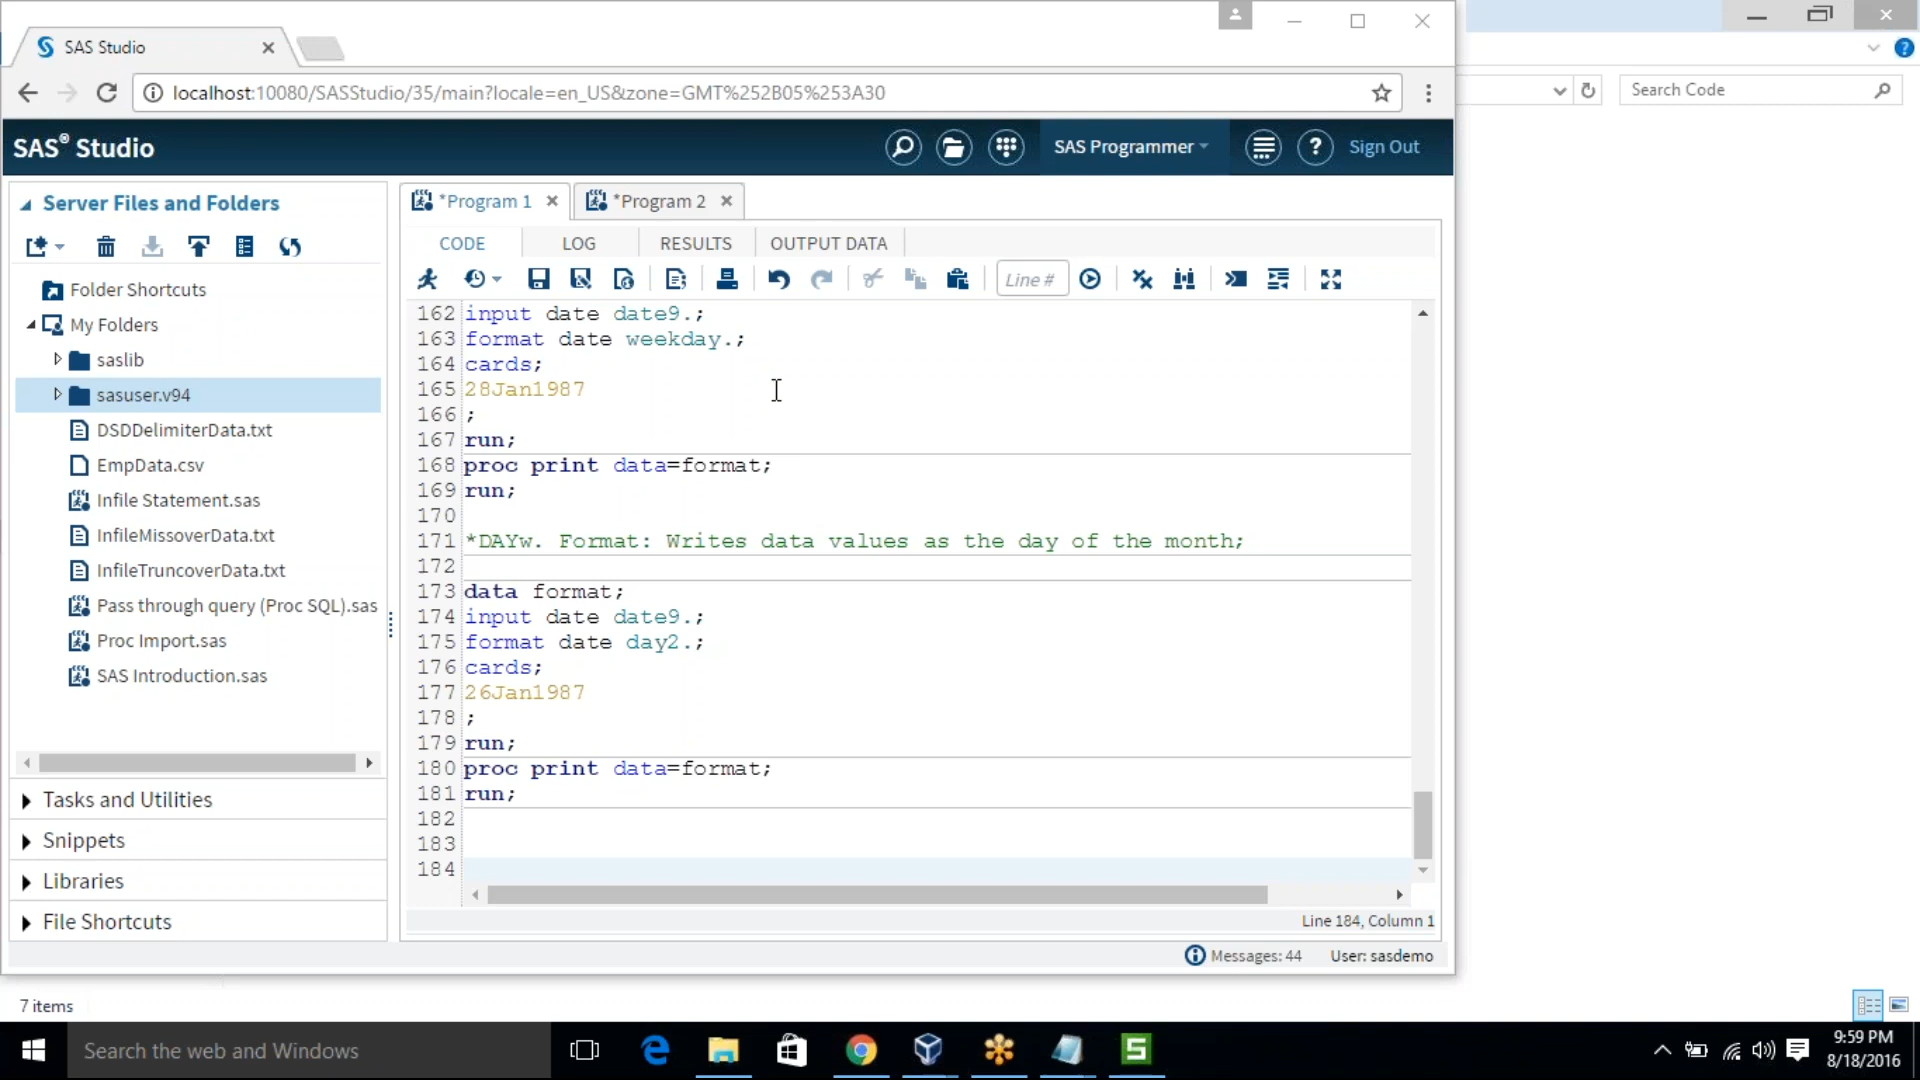 SAS Studio
localhost:10080/SASStudio/35/main?locale=en_US&zone=GMT%252B05%253A30
Search Code
SAS® Studio
SAS Programmer
Sign Out
Server Files and Folders
*Program 1
*Program 2
CODE
LOG
RESULTS
OUTPUT DATA
Line #
Folder Shortcuts
My Folders
saslib
sasuser.v94
DSDDelimiterData.txt
EmpData.csv
Infile Statement.sas
InfileMissoverData.txt
InfileTruncoverData.txt
Pass through query (Proc SQL).sas
Proc Import.sas
SAS Introduction.sas
Tasks and Utilities
Snippets
Libraries
File Shortcuts
162 input date date9.;
163 format date weekday.;
164 cards;
165 28Jan1987
166 ;
167 run;
168 proc print data=format;
169 run;
170
171 *DAYw. Format: Writes data values as the day of the month;
172
173 data format;
174 input date date9.;
175 format date day2.;
176 cards;
177 26Jan1987
178 ;
179 run;
180 proc print data=format;
181 run;
182
183
184
Line 184, Column 1
Messages: 44
User: sasdemo
7 items
Search the web and Windows
9:59 PM
8/18/2016